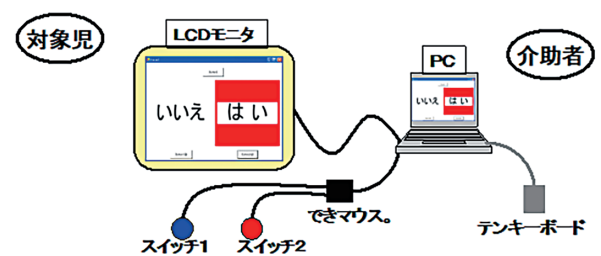 対象児
LCDモニタ
PC
介助者
いいえ
はい
いいえ
はい
できマウス。
スイッチ1
スイッチ2
テンキーボード